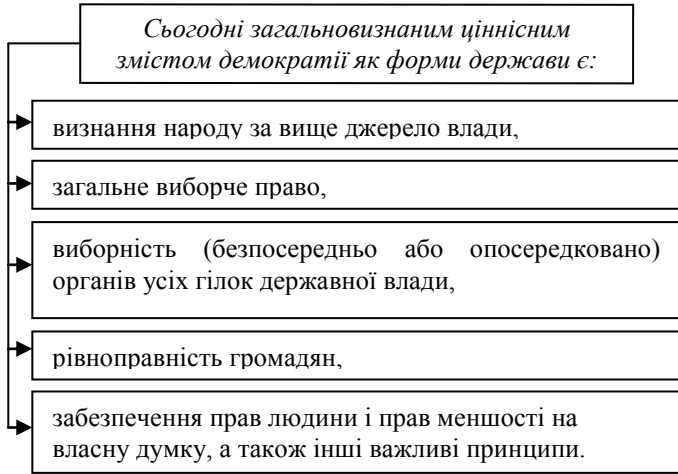 Сьогодні загальновизнаним ціннісним
змістом демократії як форми держави є:
визнання народу за вище джерело влади,
загальне виборче право,
виборність (безпосередньо або опосередковано)
органів усіх гілок державної влади,
рівноправність громадян,
забезпечення прав людини і прав меншості на
власну думку, а також інші важливі принципи.